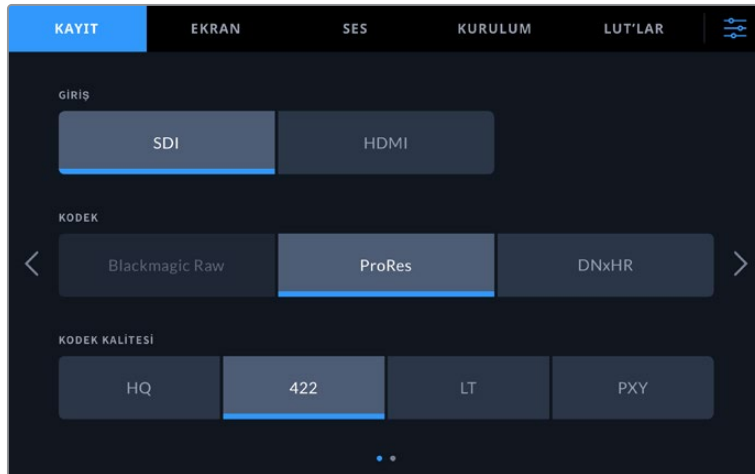 KAYIT EKRAN SES KURULUM LUT'LAR
GİRİŞ
SDI HDMI
KODEK
Blackmagic Raw ProRes DNxHR
KODEK KALİTESİ
HQ 422 LT PXY